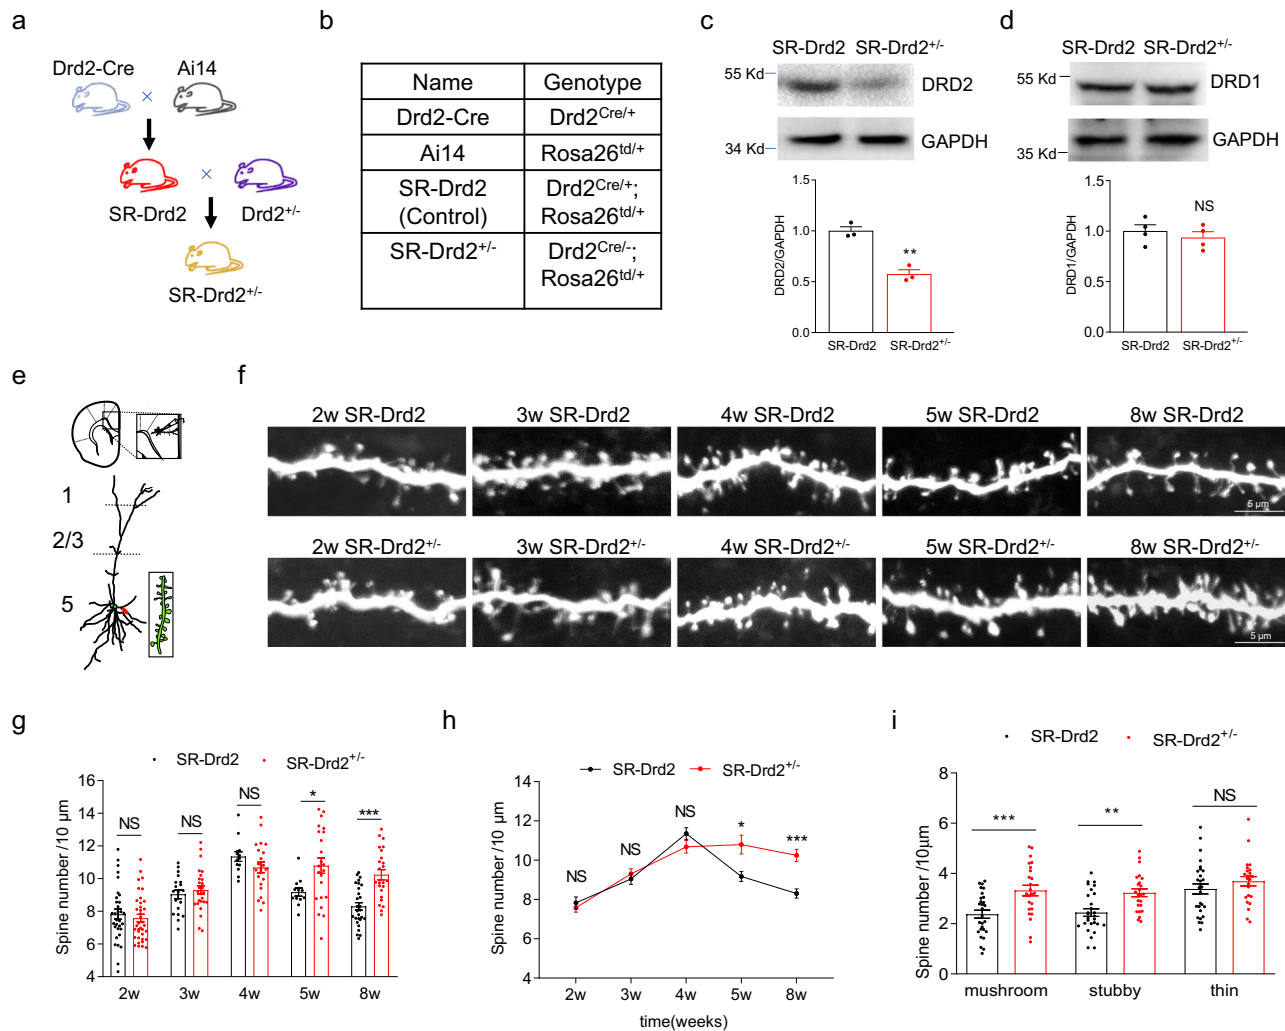 a
Drd2-Cre × Ai14
SR-Drd2 × Drd2+/-
SR-Drd2+/-
b
Name Genotype
Drd2-Cre Drd2Cre/+
Ai14 Rosa26td/+
SR-Drd2 Drd2Cre/+;
(Control) Rosa26td/+
SR-Drd2+/- Drd2Cre/-;
Rosa26td/+
c
SR-Drd2 SR-Drd2+/-
55 Kd DRD2
34 Kd GAPDH
1.5
1.0
0.5
0.0
DRD2/GAPDH
**
SR-Drd2 SR-Drd2+/-
d
SR-Drd2 SR-Drd2+/-
55 Kd DRD1
35 Kd GAPDH
1.5
1.0
0.5
0.0
DRD1/GAPDH
NS
SR-Drd2 SR-Drd2+/-
e
1
2/3
5
f
2w SR-Drd2 3w SR-Drd2 4w SR-Drd2 5w SR-Drd2 8w SR-Drd2
5 μm
2w SR-Drd2+/- 3w SR-Drd2+/- 4w SR-Drd2+/- 5w SR-Drd2+/- 8w SR-Drd2+/-
5 μm
g
SR-Drd2 SR-Drd2+/-
16
14
12
10
8
6
4
Spine number /10 μm
NS NS NS * ***
2w 3w 4w 5w 8w
h
SR-Drd2 SR-Drd2+/-
14
12
10
8
6
4
Spine number /10 μm
NS NS NS * ***
2w 3w 4w 5w 8w
time(weeks)
i
SR-Drd2 SR-Drd2+/-
8
6
4
2
0
Spine number /10μm
*** ** NS
mushroom stubby thin